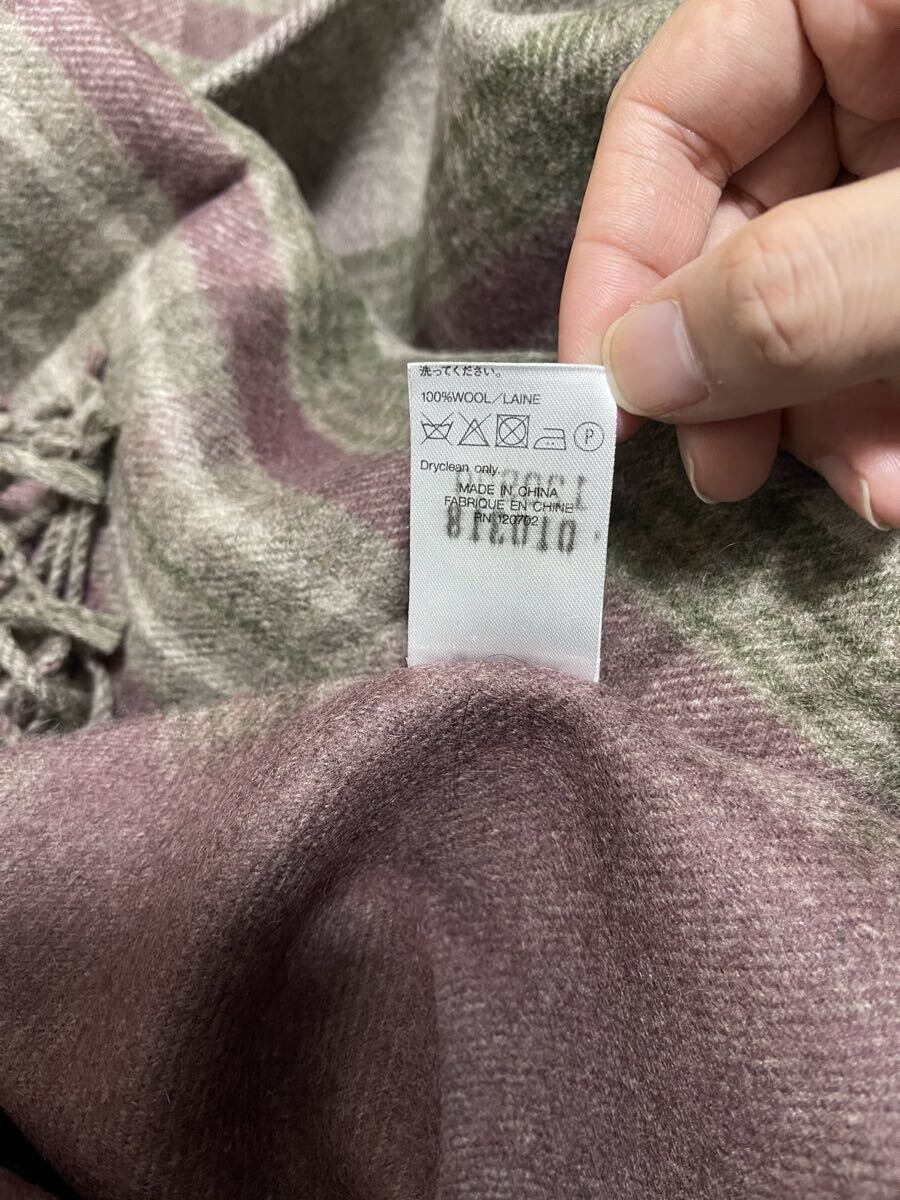 洗ってください。
100%WOOL/LAINE
P
Dryclean only.
MADE IN CHINA
FABRIQUE EN CHINE
RN 120702
010318